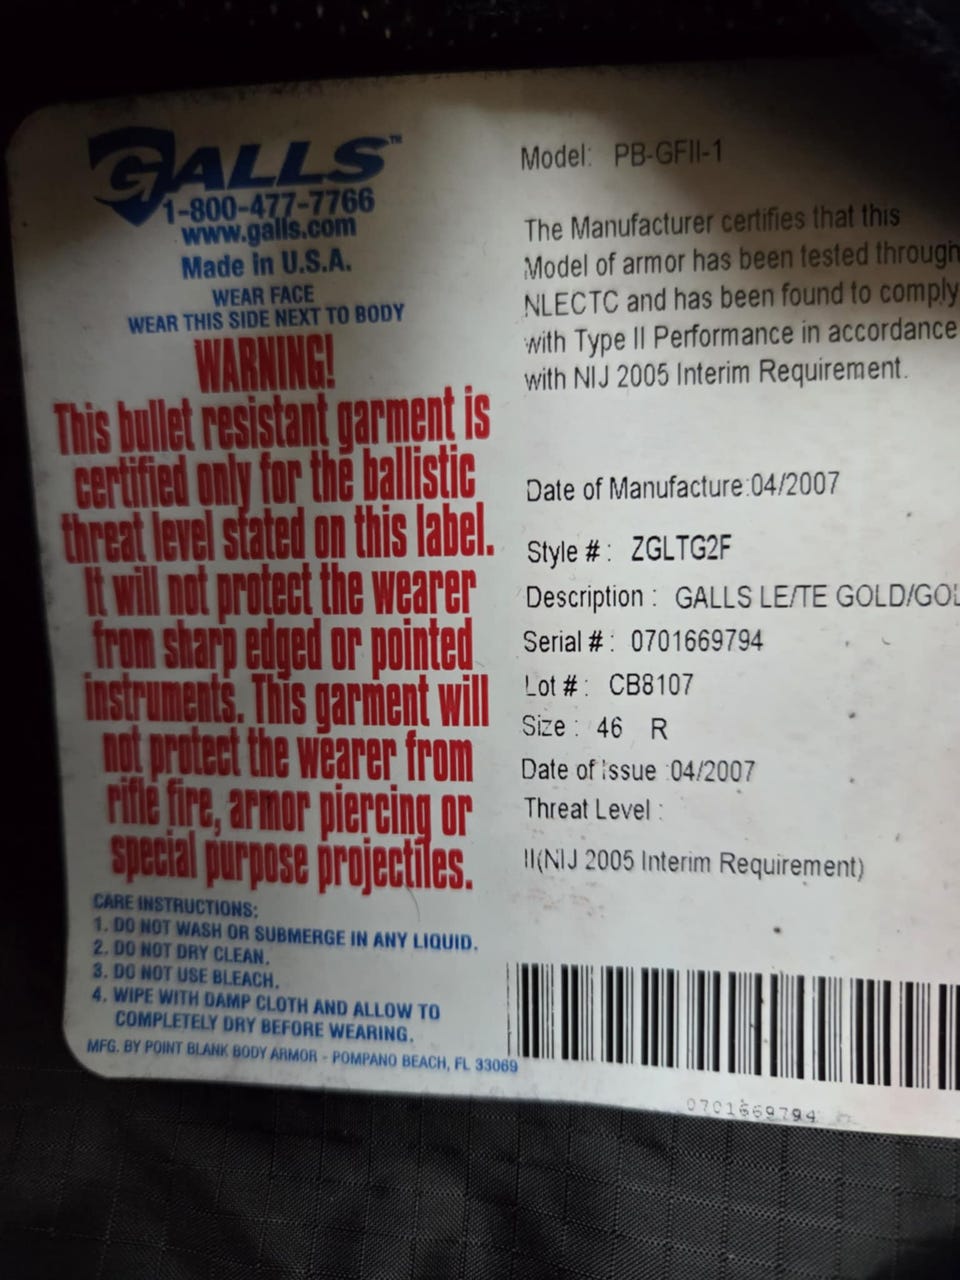 GALLS™
1-800-477-7766
www.galls.com
Made in U.S.A.
WEAR FACE
WEAR THIS SIDE NEXT TO BODY
WARNING!
This bullet resistant garment is
certified only for the ballistic
threat level stated on this label.
It will not protect the wearer
from sharp edged or pointed
instruments. This garment will
not protect the wearer from
rifle fire, armor piercing or
special purpose projectiles.
CARE INSTRUCTIONS:
1. DO NOT WASH OR SUBMERGE IN ANY LIQUID.
2. DO NOT DRY CLEAN.
3. DO NOT USE BLEACH.
4. WIPE WITH DAMP CLOTH AND ALLOW TO
COMPLETELY DRY BEFORE WEARING.
MFG. BY POINT BLANK BODY ARMOR - POMPANO BEACH, FL 33069
Model: PB-GFII-1
The Manufacturer certifies that this
Model of armor has been tested through
NLECTC and has been found to comply
with Type II Performance in accordance
with NIJ 2005 Interim Requirement.
Date of Manufacture:04/2007
Style #: ZGLTG2F
Description : GALLS LE/TE GOLD/GOL
Serial #: 0701669794
Lot #: CB8107
Size : 46 R
Date of Issue :04/2007
Threat Level :
II(NIJ 2005 Interim Requirement)
0701669794